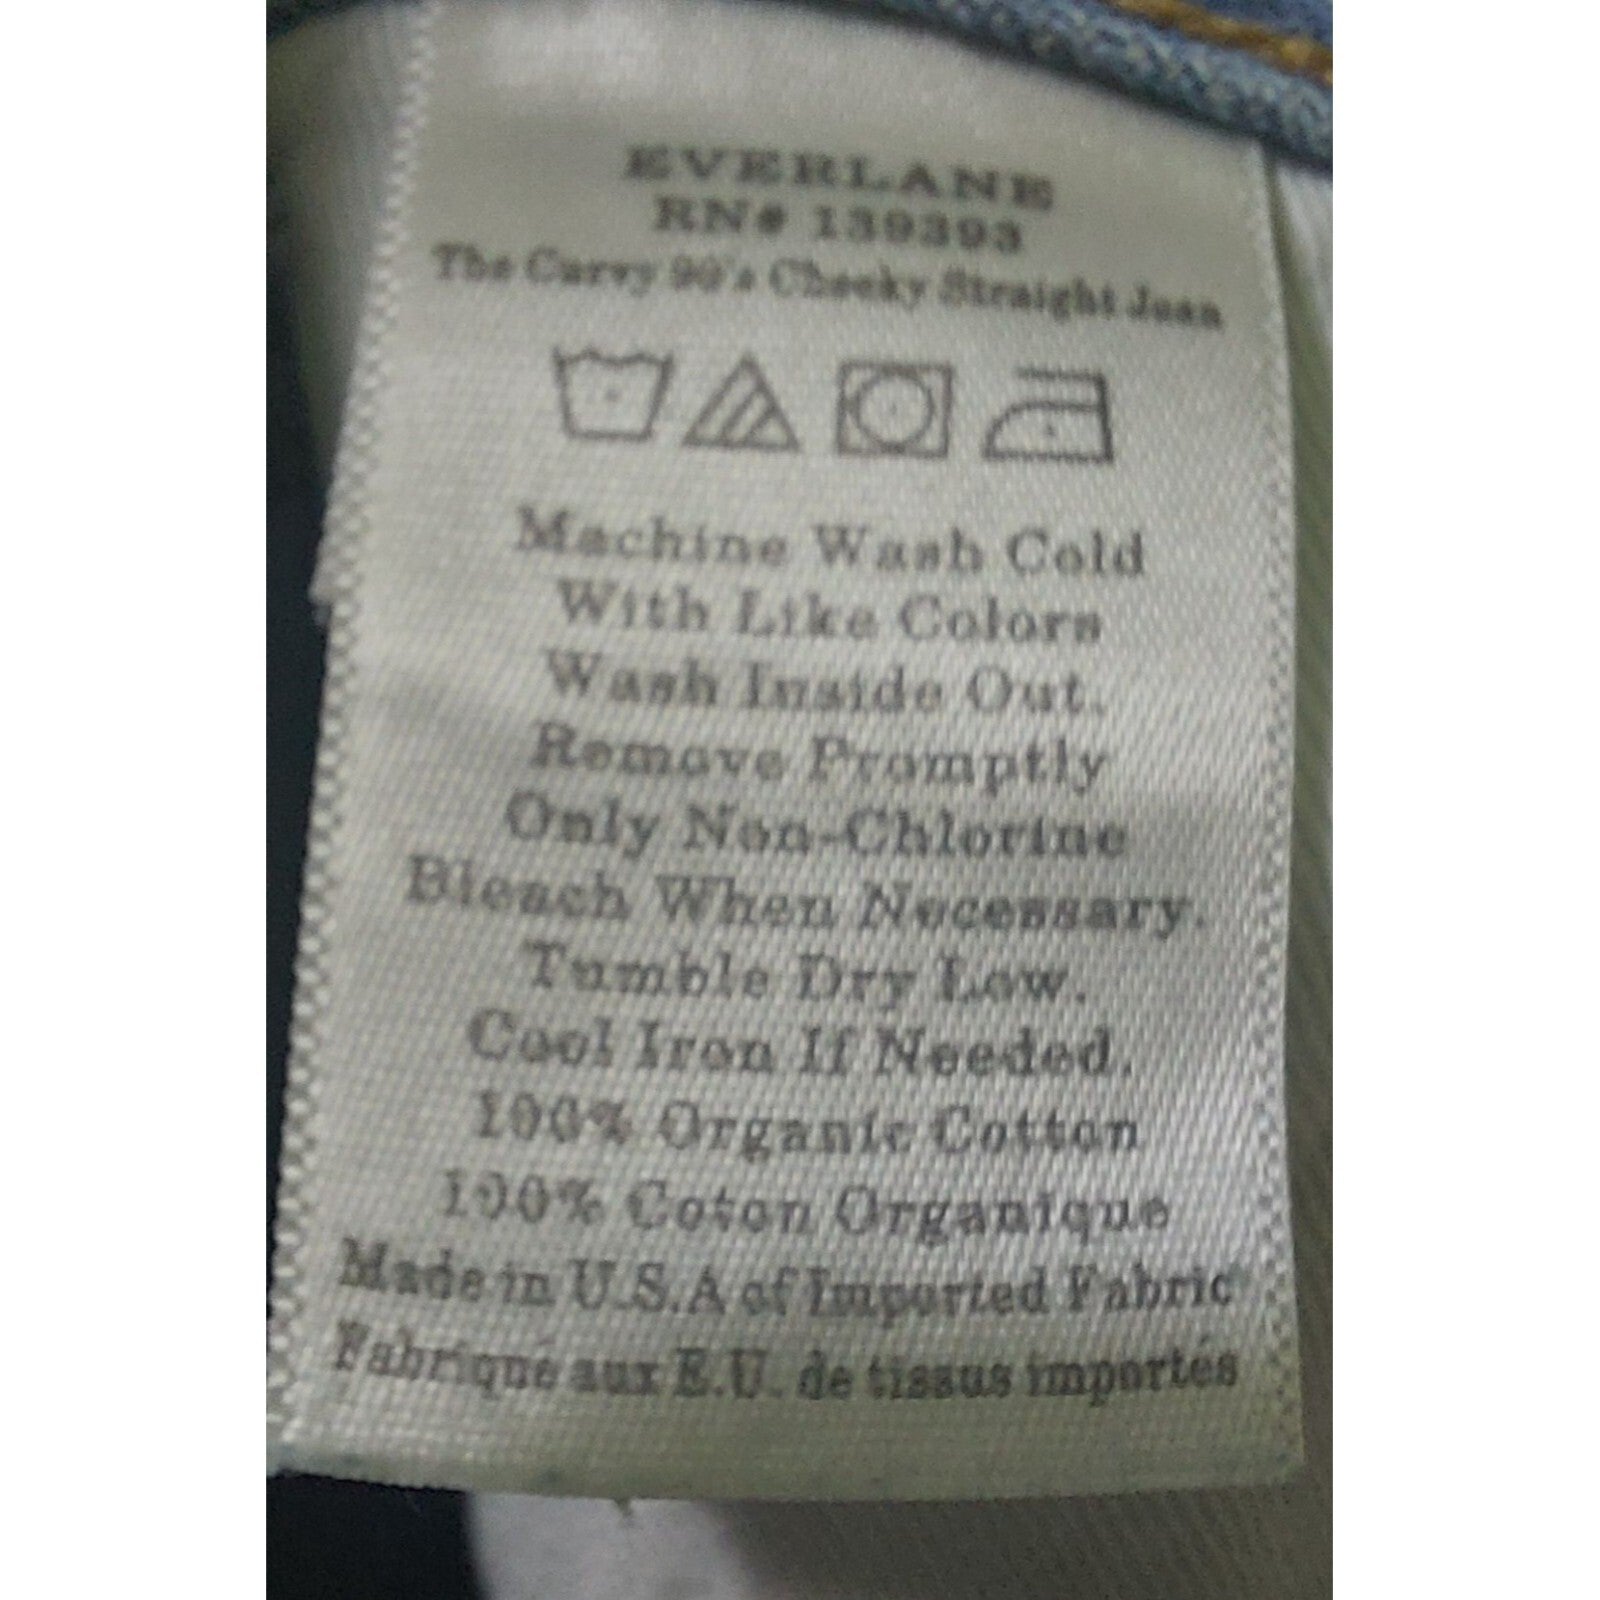 EVERLANE
RN# 139393
The Curvy 90's Cheeky Straight Jean
Machine Wash Cold
With Like Colors
Wash Inside Out.
Remove Promptly
Only Non-Chlorine
Bleach When Necessary.
Tumble Dry Low.
Cool Iron If Needed.
100% Organic Cotton
100% Coton Organique
Made in U.S.A of Imported Fabric
Fabriqué aux E.U. de tissus importés